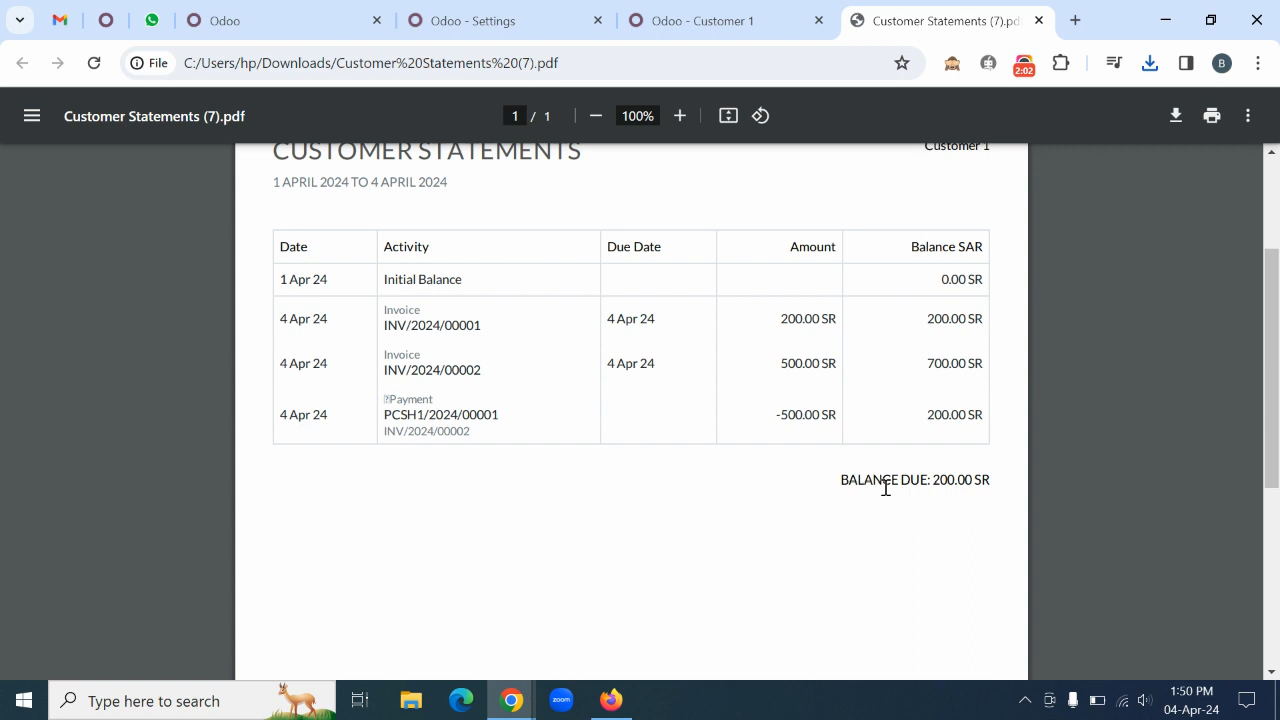 Odoo
Odoo - Settings
Odoo - Customer 1
Customer Statements (7).pd
File
C:/Users/hp/Downloads/Customer%20Statements%20(7).pdf
2:02
B
Customer Statements (7).pdf
1 / 1
100%
CUSTOMER STATEMENTS
Customer 1
1 APRIL 2024 TO 4 APRIL 2024
Date Activity Due Date Amount Balance SAR
1 Apr 24 Initial Balance 0.00 SR
Invoice
4 Apr 24 INV/2024/00001 4 Apr 24 200.00 SR 200.00 SR
Invoice
4 Apr 24 INV/2024/00002 4 Apr 24 500.00 SR 700.00 SR
Payment
4 Apr 24 PCSH1/2024/00001 -500.00 SR 200.00 SR
INV/2024/00002
BALANCE DUE: 200.00 SR
Type here to search
zoom
1:50 PM
04-Apr-24